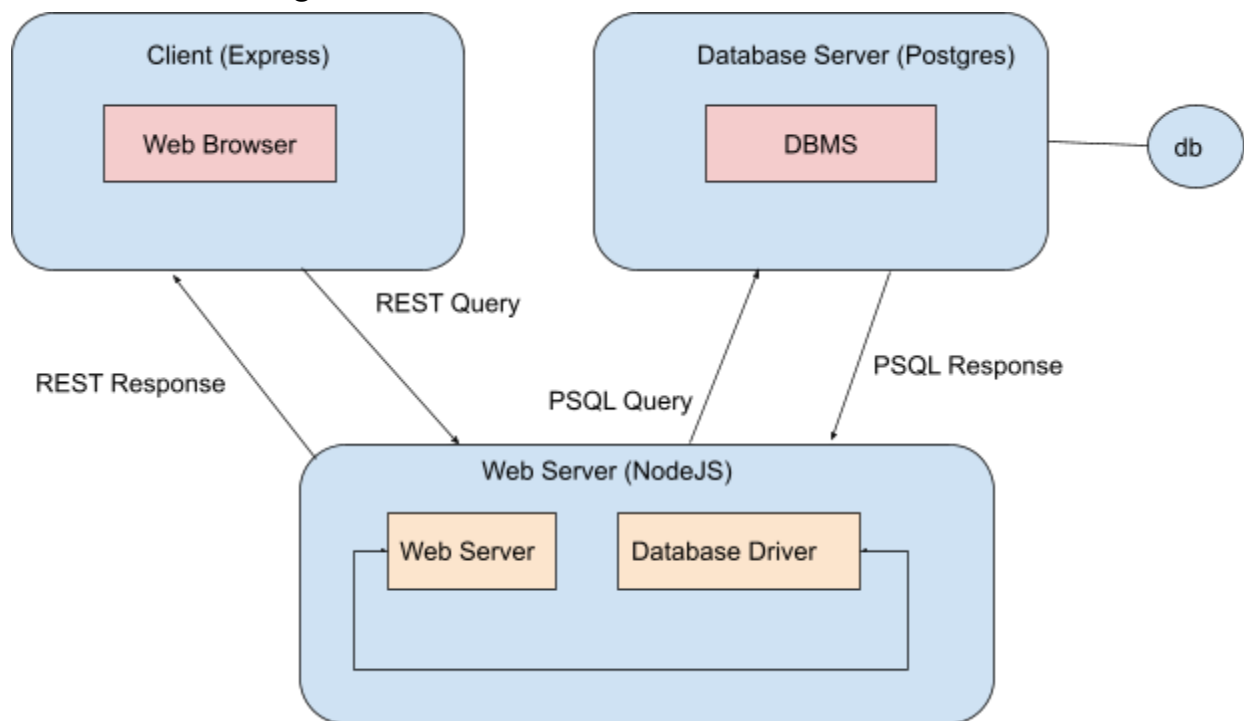 Client (Express)
Web Browser
Database Server (Postgres)
DBMS
db
REST Query
REST Response
PSQL Query
PSQL Response
Web Server (NodeJS)
Web Server
Database Driver